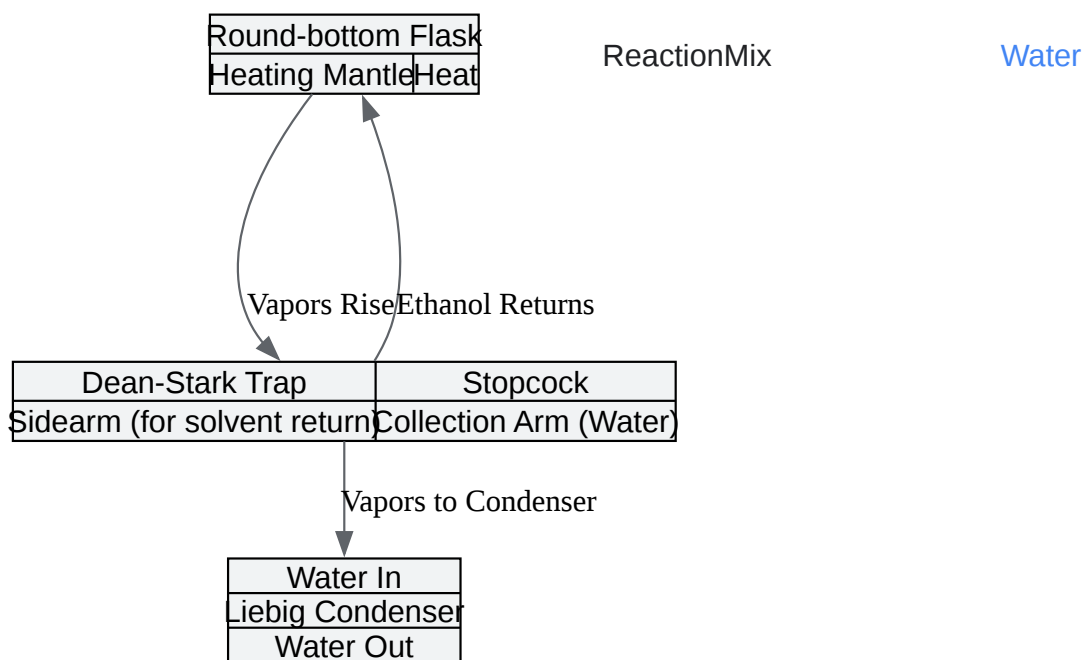 Round-bottom Flask
Heating Mantle Heat
ReactionMix
Water
Vapors Rise
Ethanol Returns
Dean-Stark Trap
Stopcock
Sidearm (for solvent return)
Collection Arm (Water)
Vapors to Condenser
Water In
Liebig Condenser
Water Out